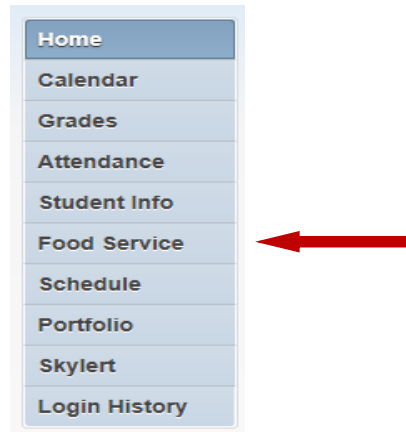 Home
Calendar
Grades
Attendance
Student Info
Food Service
Schedule
Portfolio
Skylert
Login History